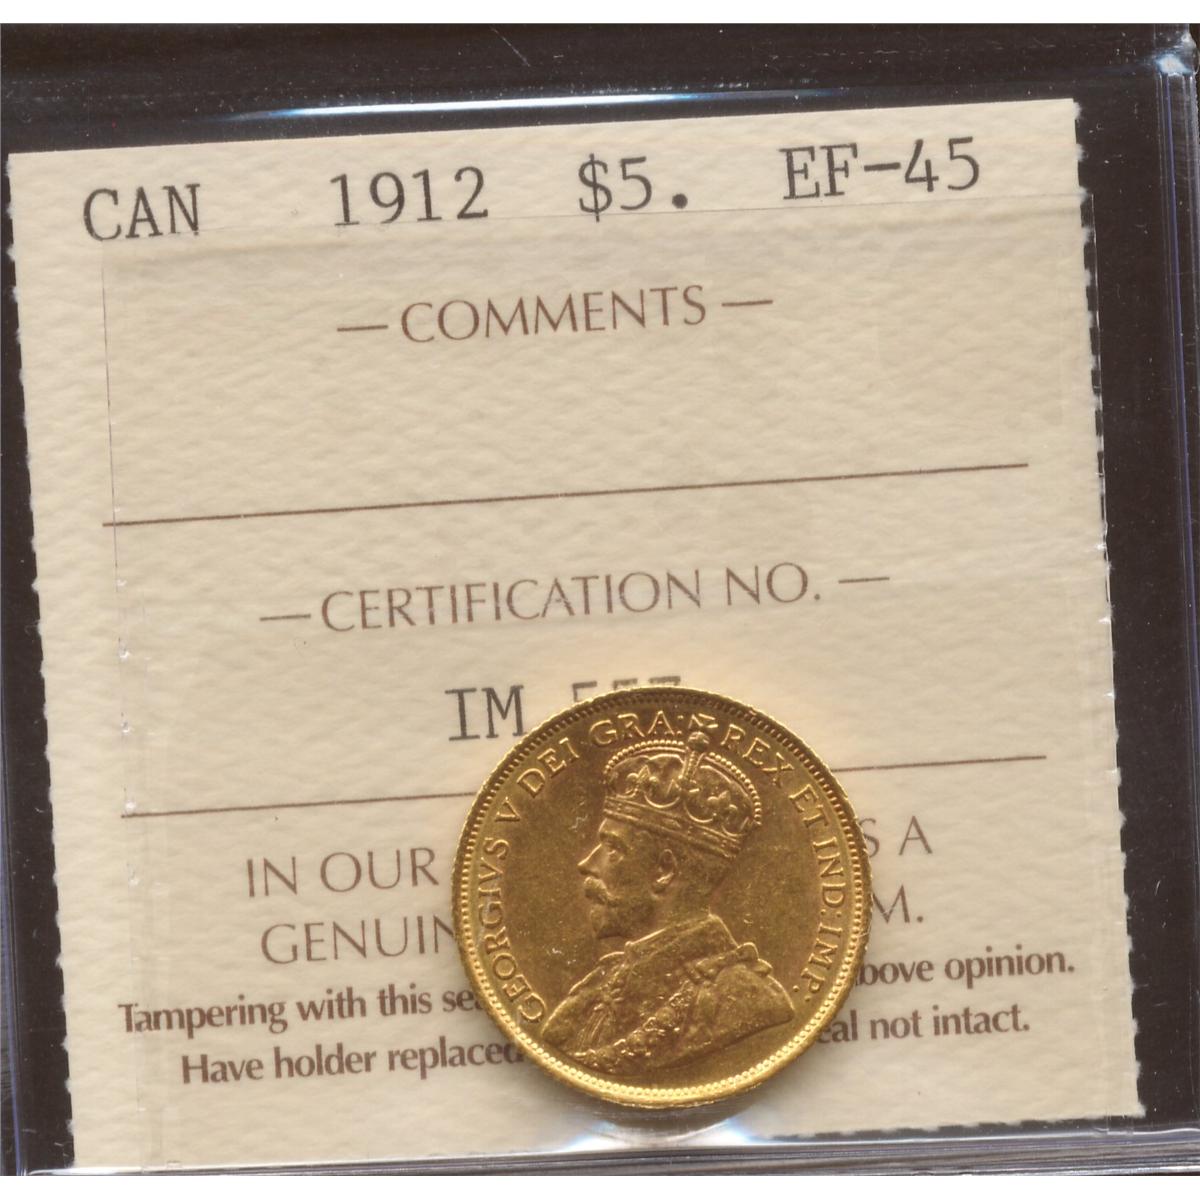 CAN 1912 $5. EF-45
— COMMENTS —
— CERTIFICATION NO. —
IM
GEORGIVS V DEI GRA: REX ET IND: IMP.
IN OUR S A
GENUIN M.
Tampering with this sea bove opinion.
Have holder replaced eal not intact.